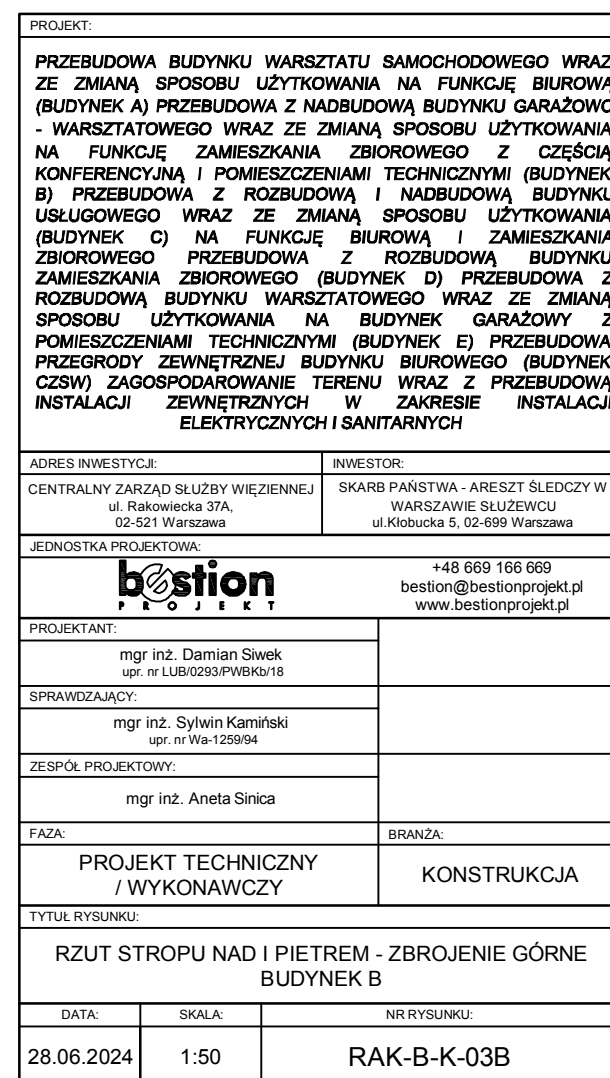 PROJEKT:
PRZEBUDOWA BUDYNKU WARSZTATU SAMOCHODOWEGO WRAZ
ZE ZMIANĄ SPOSOBU UŻYTKOWANIA NA FUNKCJĘ BIUROWĄ
(BUDYNEK A) PRZEBUDOWA Z NADBUDOWĄ BUDYNKU GARAŻOWO
- WARSZTATOWEGO WRAZ ZE ZMIANĄ SPOSOBU UŻYTKOWANIA
NA FUNKCJĘ ZAMIESZKANIA ZBIOROWEGO Z CZĘŚCIĄ
KONFERENCYJNĄ I POMIESZCZENIAMI TECHNICZNYMI (BUDYNEK
B) PRZEBUDOWA Z ROZBUDOWĄ I NADBUDOWĄ BUDYNKU
USŁUGOWEGO WRAZ ZE ZMIANĄ SPOSOBU UŻYTKOWANIA
(BUDYNEK C) NA FUNKCJĘ BIUROWĄ I ZAMIESZKANIA
ZBIOROWEGO PRZEBUDOWA Z ROZBUDOWĄ BUDYNKU
ZAMIESZKANIA ZBIOROWEGO (BUDYNEK D) PRZEBUDOWA Z
ROZBUDOWĄ BUDYNKU WARSZTATOWEGO WRAZ ZE ZMIANĄ
SPOSOBU UŻYTKOWANIA NA BUDYNEK GARAŻOWY Z
POMIESZCZENIAMI TECHNICZNYMI (BUDYNEK E) PRZEBUDOWA
PRZEGRODY ZEWNĘTRZNEJ BUDYNKU BIUROWEGO (BUDYNEK
CZSW) ZAGOSPODAROWANIE TERENU WRAZ Z PRZEBUDOWĄ
INSTALACJI ZEWNĘTRZNYCH W ZAKRESIE INSTALACJI
ELEKTRYCZNYCH I SANITARNYCH
ADRES INWESTYCJI:
CENTRALNY ZARZĄD SŁUŻBY WIĘZIENNEJ
ul. Rakowiecka 37A,
02-521 Warszawa
INWESTOR:
SKARB PAŃSTWA - ARESZT ŚLEDCZY W
WARSZAWIE SŁUŻEWCU
ul.Kłobucka 5, 02-699 Warszawa
JEDNOSTKA PROJEKTOWA:
bestion
PROJEKT
+48 669 166 669
bestion@bestionprojekt.pl
www.bestionprojekt.pl
PROJEKTANT:
mgr inż. Damian Siwek
upr. nr LUB/0293/PWBKb/18
SPRAWDZAJĄCY:
mgr inż. Sylwin Kamiński
upr. nr Wa-1259/94
ZESPÓŁ PROJEKTOWY:
mgr inż. Aneta Sinica
FAZA:
PROJEKT TECHNICZNY
/ WYKONAWCZY
BRANŻA:
KONSTRUKCJA
TYTUŁ RYSUNKU:
RZUT STROPU NAD I PIETREM - ZBROJENIE GÓRNE
BUDYNEK B
DATA:
28.06.2024
SKALA:
1:50
NR RYSUNKU:
RAK-B-K-03B